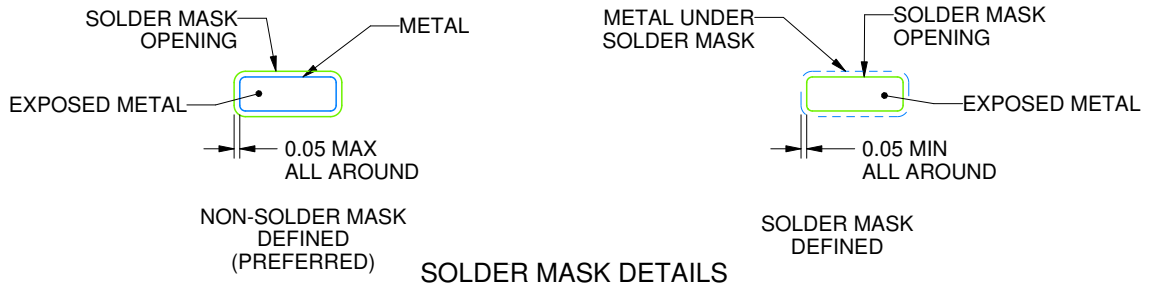 SOLDER MASK
OPENING
METAL
EXPOSED METAL
0.05 MAX
ALL AROUND
NON-SOLDER MASK
DEFINED
(PREFERRED)
METAL UNDER
SOLDER MASK
SOLDER MASK
OPENING
EXPOSED METAL
0.05 MIN
ALL AROUND
SOLDER MASK
DEFINED
SOLDER MASK DETAILS